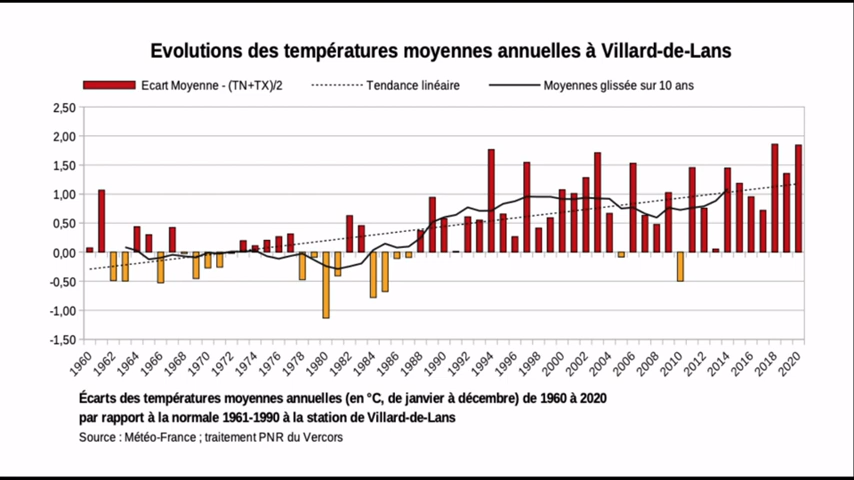 Evolutions des températures moyennes annuelles à Villard-de-Lans
Ecart Moyenne - (TN+TX)/2 Tendance linéaire Moyennes glissée sur 10 ans
2,50
2,00
1,50
1,00
0,50
0,00
-0,50
-1,00
-1,50
1960 1962 1964 1966 1968 1970 1972 1974 1976 1978 1980 1982 1984 1986 1988 1990 1992 1994 1996 1998 2000 2002 2004 2006 2008 2010 2012 2014 2016 2018 2020
Écarts des températures moyennes annuelles (en °C, de janvier à décembre) de 1960 à 2020
par rapport à la normale 1961-1990 à la station de Villard-de-Lans
Source : Météo-France ; traitement PNR du Vercors